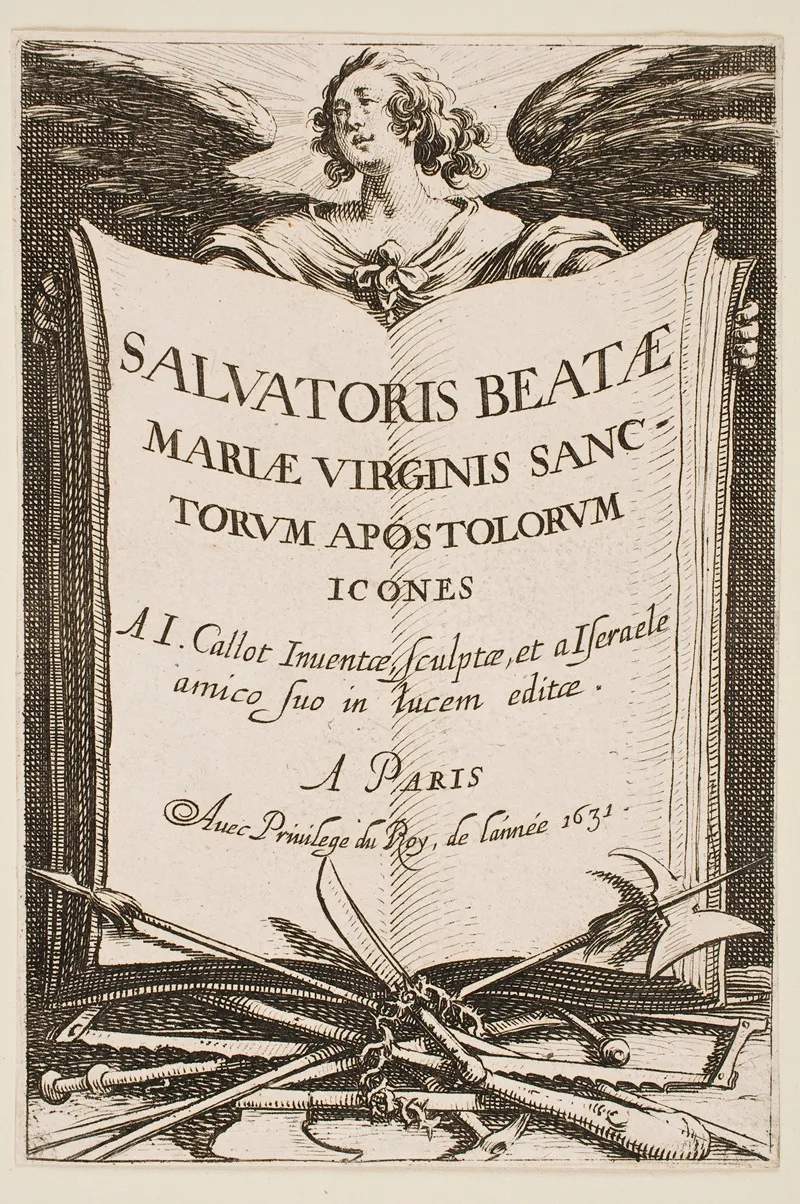 SALVATORIS BEATÆ
MARIÆ VIRGINIS SANC-
TORVM APOSTOLORVM
ICONES
A I. Callot Inuentæ, ſculptæ, et a Iſeraele
amico ſuo in lucem editæ.
A PARIS
Auec Priuilege du Roy, de lánnée 1631.